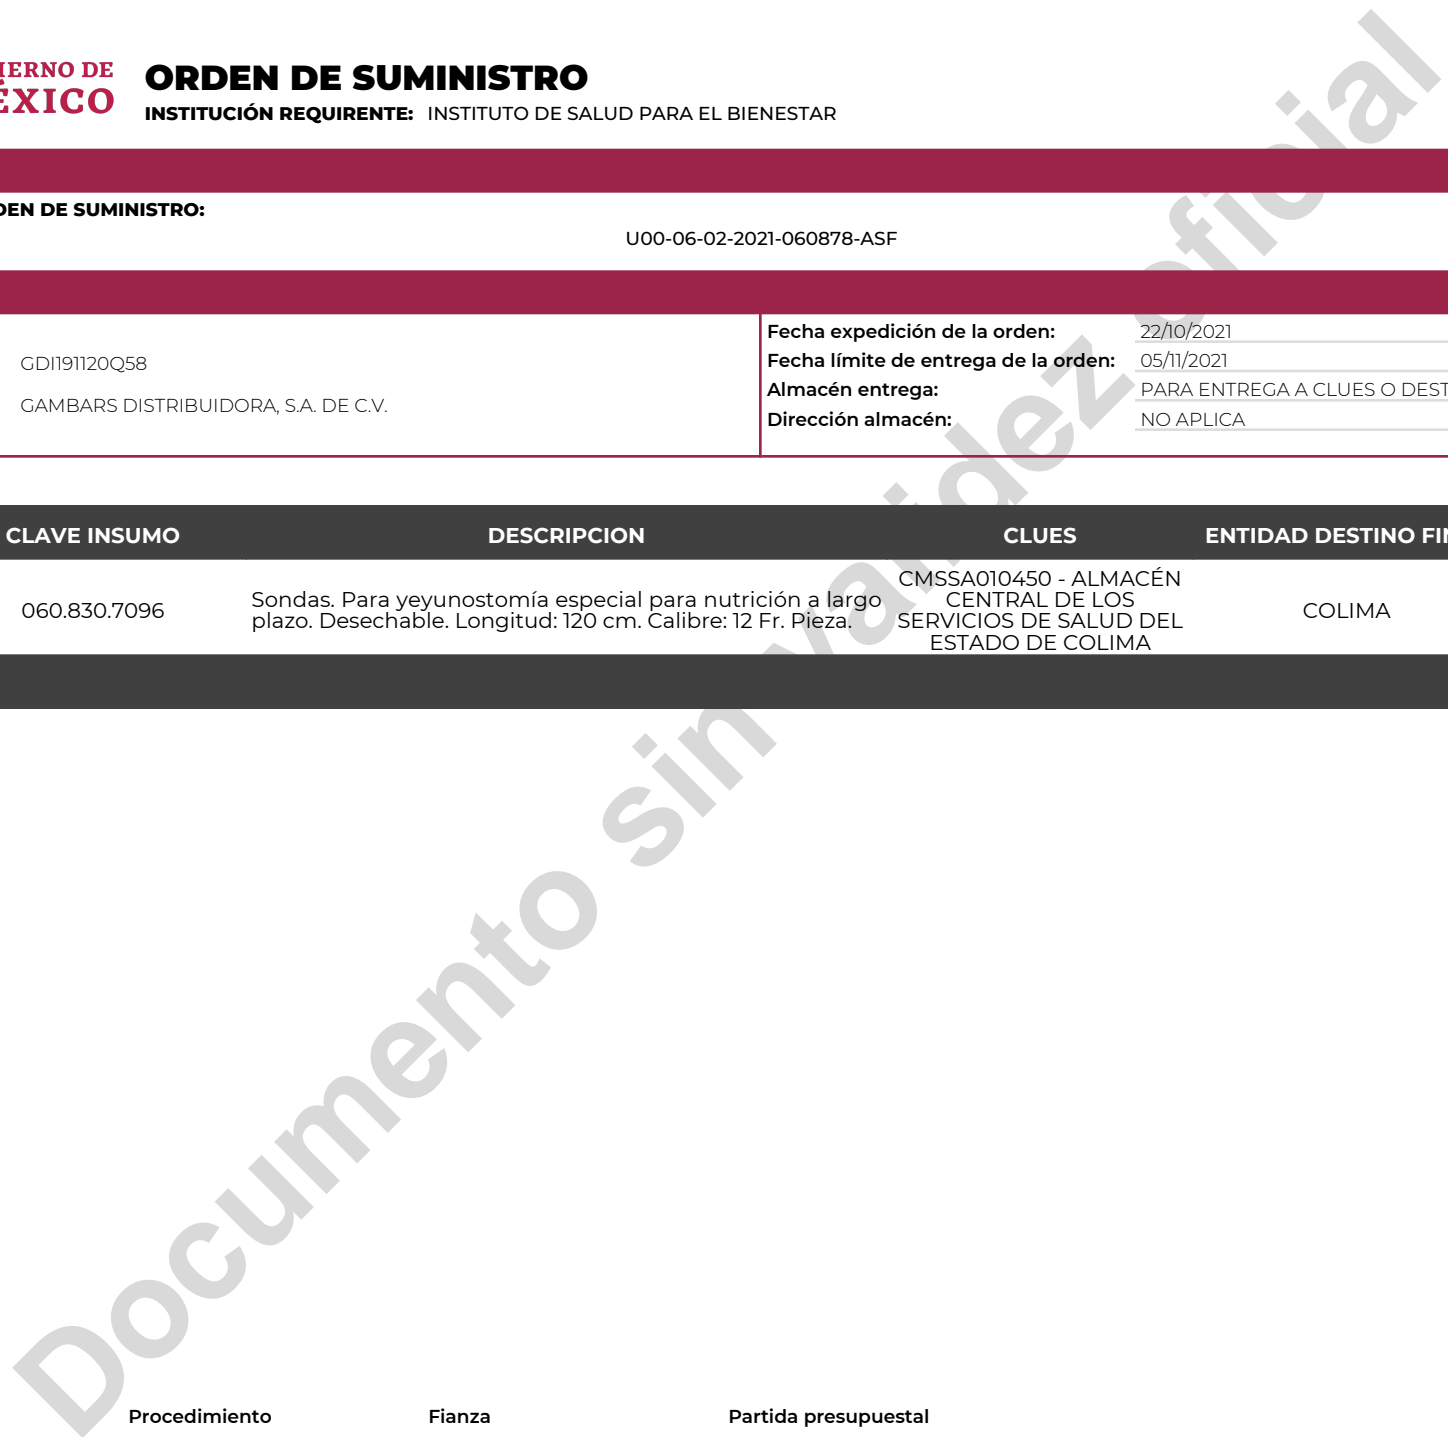 IERNO DE
ÉXICO
ORDEN DE SUMINISTRO
INSTITUCIÓN REQUIRENTE: INSTITUTO DE SALUD PARA EL BIENESTAR
DEN DE SUMINISTRO:
U00-06-02-2021-060878-ASF
GDI191120Q58
GAMBARS DISTRIBUIDORA, S.A. DE C.V.
Fecha expedición de la orden: 22/10/2021
Fecha límite de entrega de la orden: 05/11/2021
Almacén entrega: PARA ENTREGA A CLUES O DEST
Dirección almacén: NO APLICA
CLAVE INSUMO DESCRIPCION CLUES ENTIDAD DESTINO FIN
060.830.7096
Sondas. Para yeyunostomía especial para nutrición a largo
plazo. Desechable. Longitud: 120 cm. Calibre: 12 Fr. Pieza.
CMSSA010450 - ALMACÉN
CENTRAL DE LOS
SERVICIOS DE SALUD DEL
ESTADO DE COLIMA
COLIMA
Documento sin validez oficial
Procedimiento Fianza Partida presupuestal